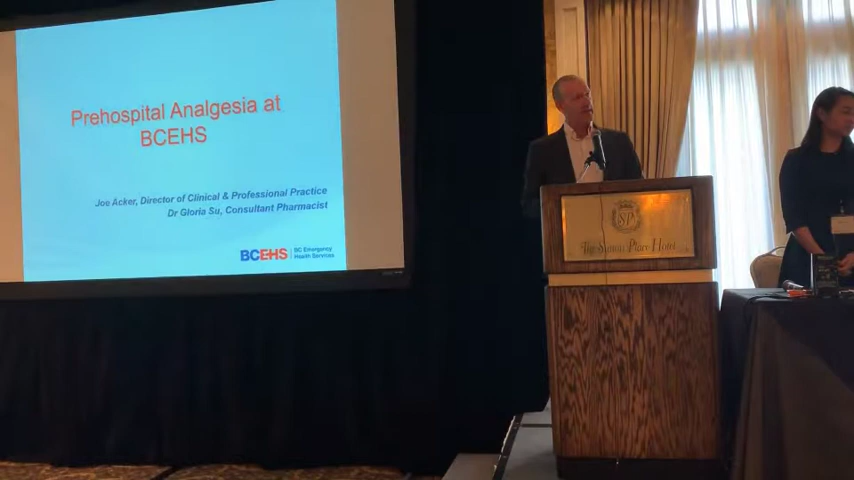 Prehospital Analgesia at
BCEHS
Joe Acker, Director of Clinical & Professional Practice
Dr Gloria Su, Consultant Pharmacist
BCEHS BC Emergency
Health Services
SP
The Sutton Place Hotel